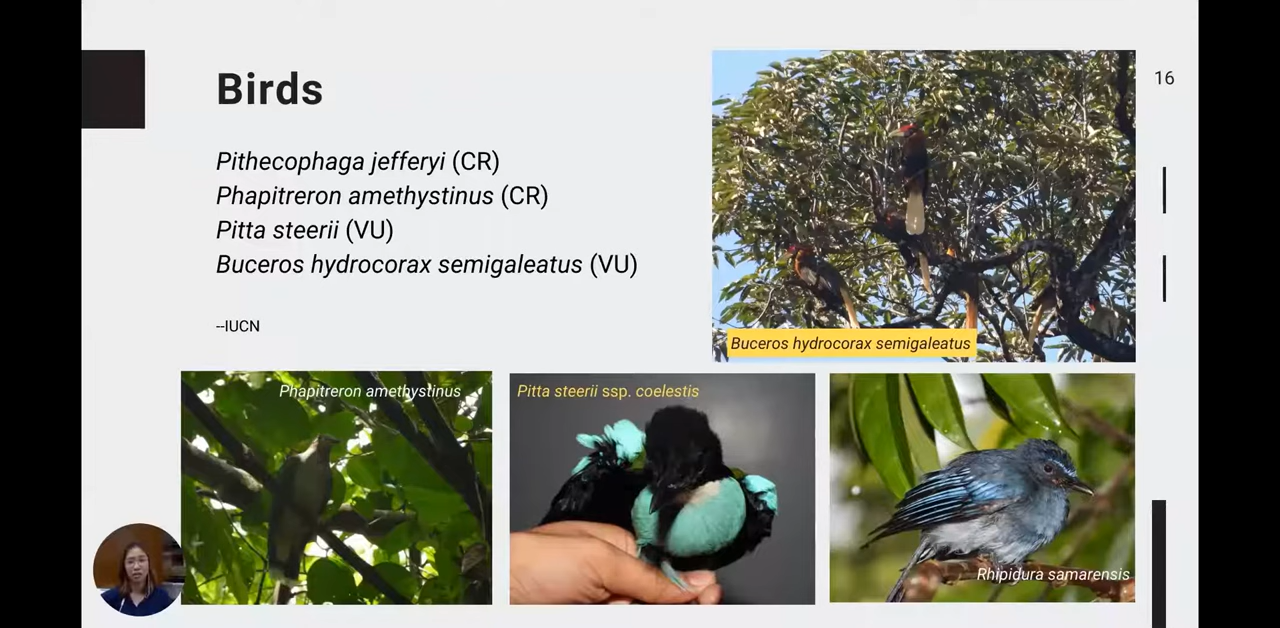 Birds
16
Pithecophaga jefferyi (CR)
Phapitreron amethystinus (CR)
Pitta steerii (VU)
Buceros hydrocorax semigaleatus (VU)
--IUCN
Buceros hydrocorax semigaleatus
Phapitreron amethystinus
Pitta steerii ssp. coelestis
Rhipidura samarensis